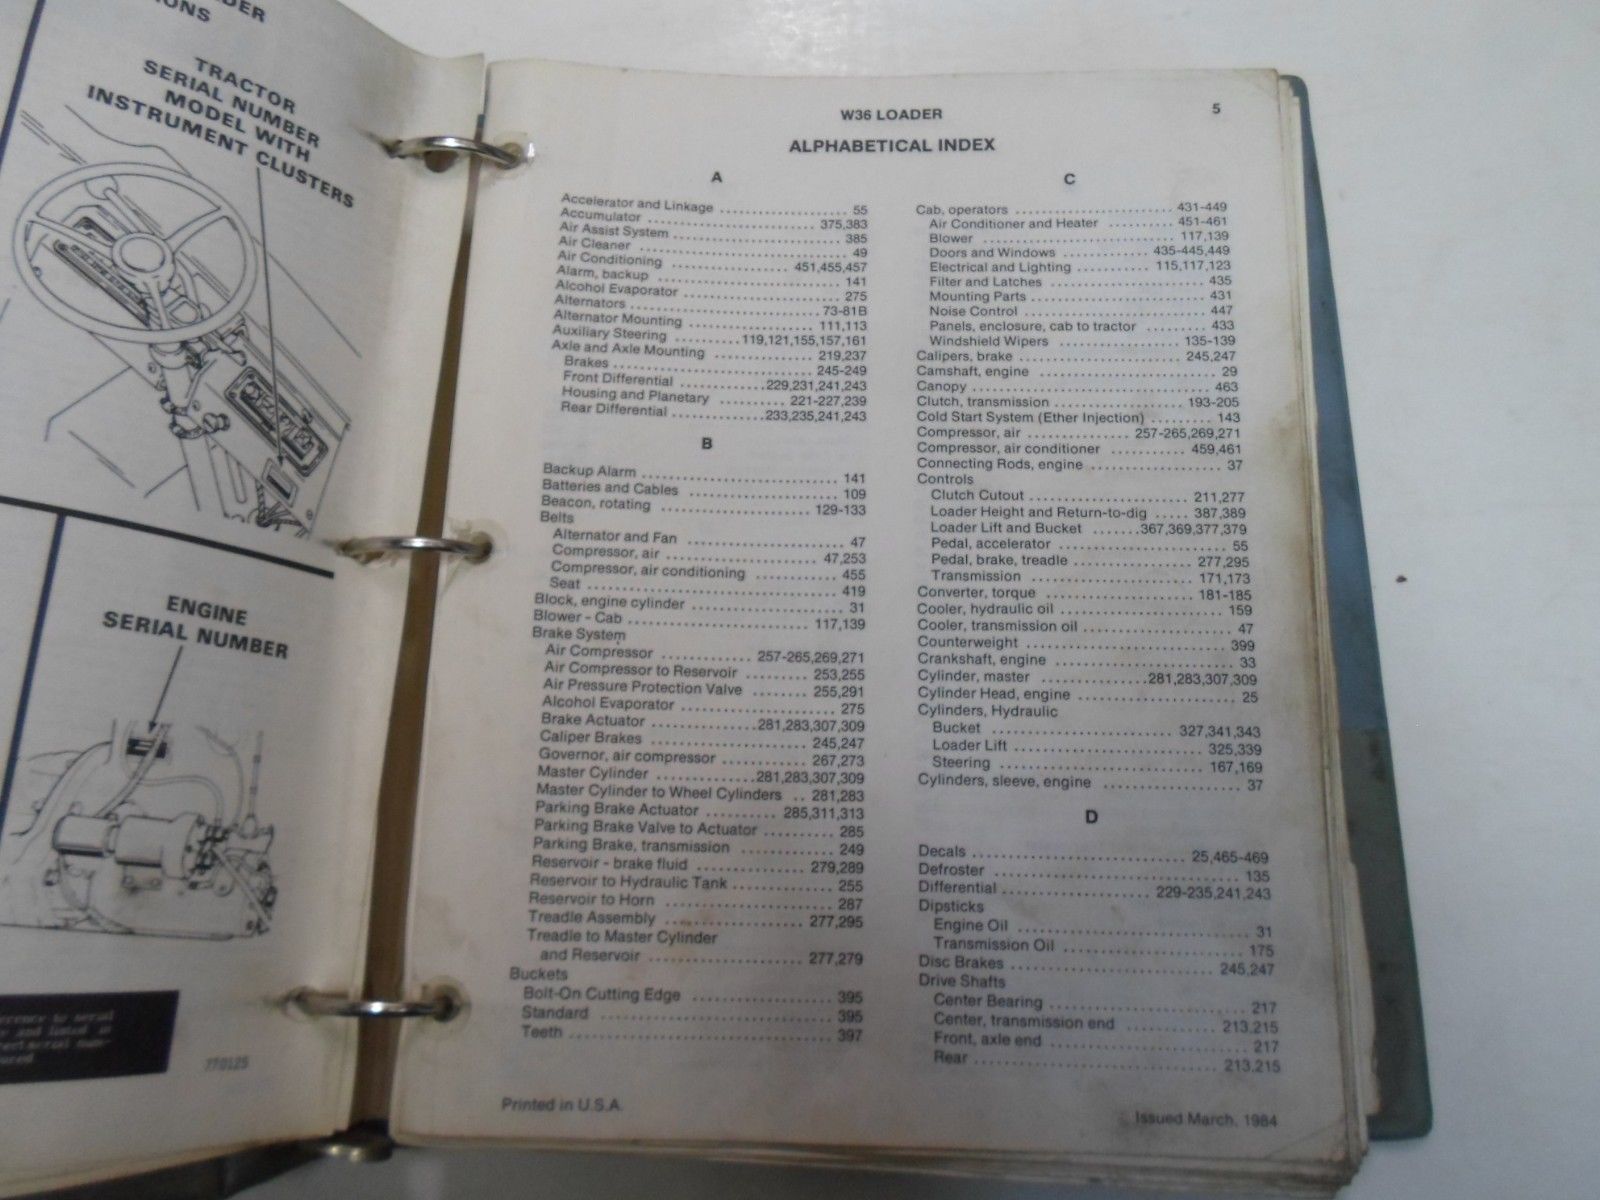 ADER
IONS
TRACTOR
SERIAL NUMBER
MODEL WITH
INSTRUMENT CLUSTERS
ENGINE
SERIAL NUMBER
erence to serial
and listed at
ured
770125
W36 LOADER
5
ALPHABETICAL INDEX
A
Accelerator and Linkage .................... 55
Accumulator .......................... 375,383
Air Assist System .......................... 385
Air Cleaner .................................. 49
Air Conditioning ................ 451,455,457
Alarm, backup .............................. 141
Alcohol Evaporator ........................ 275
Alternators ............................ 73-81B
Alternator Mounting .................. 111,113
Auxiliary Steering .......... 119,121,155,157,161
Axle and Axle Mounting .............. 219,237
Brakes ............................... 245-249
Front Differential ............. 229,231,241,243
Housing and Planetary .......... 221-227,239
Rear Differential .............. 233,235,241,243
B
Backup Alarm ............................... 141
Batteries and Cables ....................... 109
Beacon, rotating ...................... 129-133
Belts
Alternator and Fan ........................ 47
Compressor, air ........................ 47,253
Compressor, air conditioning ............ 455
Seat ...................................... 419
Block, engine cylinder ...................... 31
Blower - Cab ........................... 117,139
Brake System
Air Compressor ............ 257-265,269,271
Air Compressor to Reservoir ......... 253,255
Air Pressure Protection Valve ........ 255,291
Alcohol Evaporator ....................... 275
Brake Actuator ............... 281,283,307,309
Caliper Brakes ........................ 245,247
Governor, air compressor ............. 267,273
Master Cylinder .............. 281,283,307,309
Master Cylinder to Wheel Cylinders .. 281,283
Parking Brake Actuator ........... 285,311,313
Parking Brake Valve to Actuator .......... 285
Parking Brake, transmission .............. 249
Reservoir - brake fluid ................. 279,289
Reservoir to Hydraulic Tank .............. 255
Reservoir to Horn ......................... 287
Treadle Assembly ...................... 277,295
Treadle to Master Cylinder
and Reservoir ........................ 277,279
Buckets
Bolt-On Cutting Edge ..................... 395
Standard .................................. 395
Teeth ..................................... 397
C
Cab, operators ........................ 431-449
Air Conditioner and Heater .......... 451-461
Blower ................................ 117,139
Doors and Windows ............. 435-445,449
Electrical and Lighting ........... 115,117,123
Filter and Latches ........................ 435
Mounting Parts ........................... 431
Noise Control ............................. 447
Panels, enclosure, cab to tractor ......... 433
Windshield Wipers .................. 135-139
Calipers, brake ........................ 245,247
Camshaft, engine ........................... 29
Canopy ..................................... 463
Clutch, transmission .................. 193-205
Cold Start System (Ether Injection) ......... 143
Compressor, air ............... 257-265,269,271
Compressor, air conditioner ........... 459,461
Connecting Rods, engine .................... 37
Controls
Clutch Cutout ......................... 211,277
Loader Height and Return-to-dig ..... 387,389
Loader Lift and Bucket ....... 367,369,377,379
Pedal, accelerator ......................... 55
Pedal, brake, treadle .................. 277,295
Transmission .......................... 171,173
Converter, torque ...................... 181-185
Cooler, hydraulic oil ....................... 159
Cooler, transmission oil ..................... 47
Counterweight ............................. 399
Crankshaft, engine .......................... 33
Cylinder, master ............... 281,283,307,309
Cylinder Head, engine ....................... 25
Cylinders, Hydraulic
Bucket ............................ 327,341,343
Loader Lift ............................ 325,339
Steering .............................. 167,169
Cylinders, sleeve, engine .................... 37
D
Decals .............................. 25,465-469
Defroster .................................. 135
Differential ...................... 229-235,241,243
Dipsticks
Engine Oil ................................ 31
Transmission Oil ......................... 175
Disc Brakes ............................ 245,247
Drive Shafts
Center Bearing ........................... 217
Center, transmission end ............. 213,215
Front, axle end ........................... 217
Rear .................................. 213,215
Printed in U.S.A.
Issued March, 1984